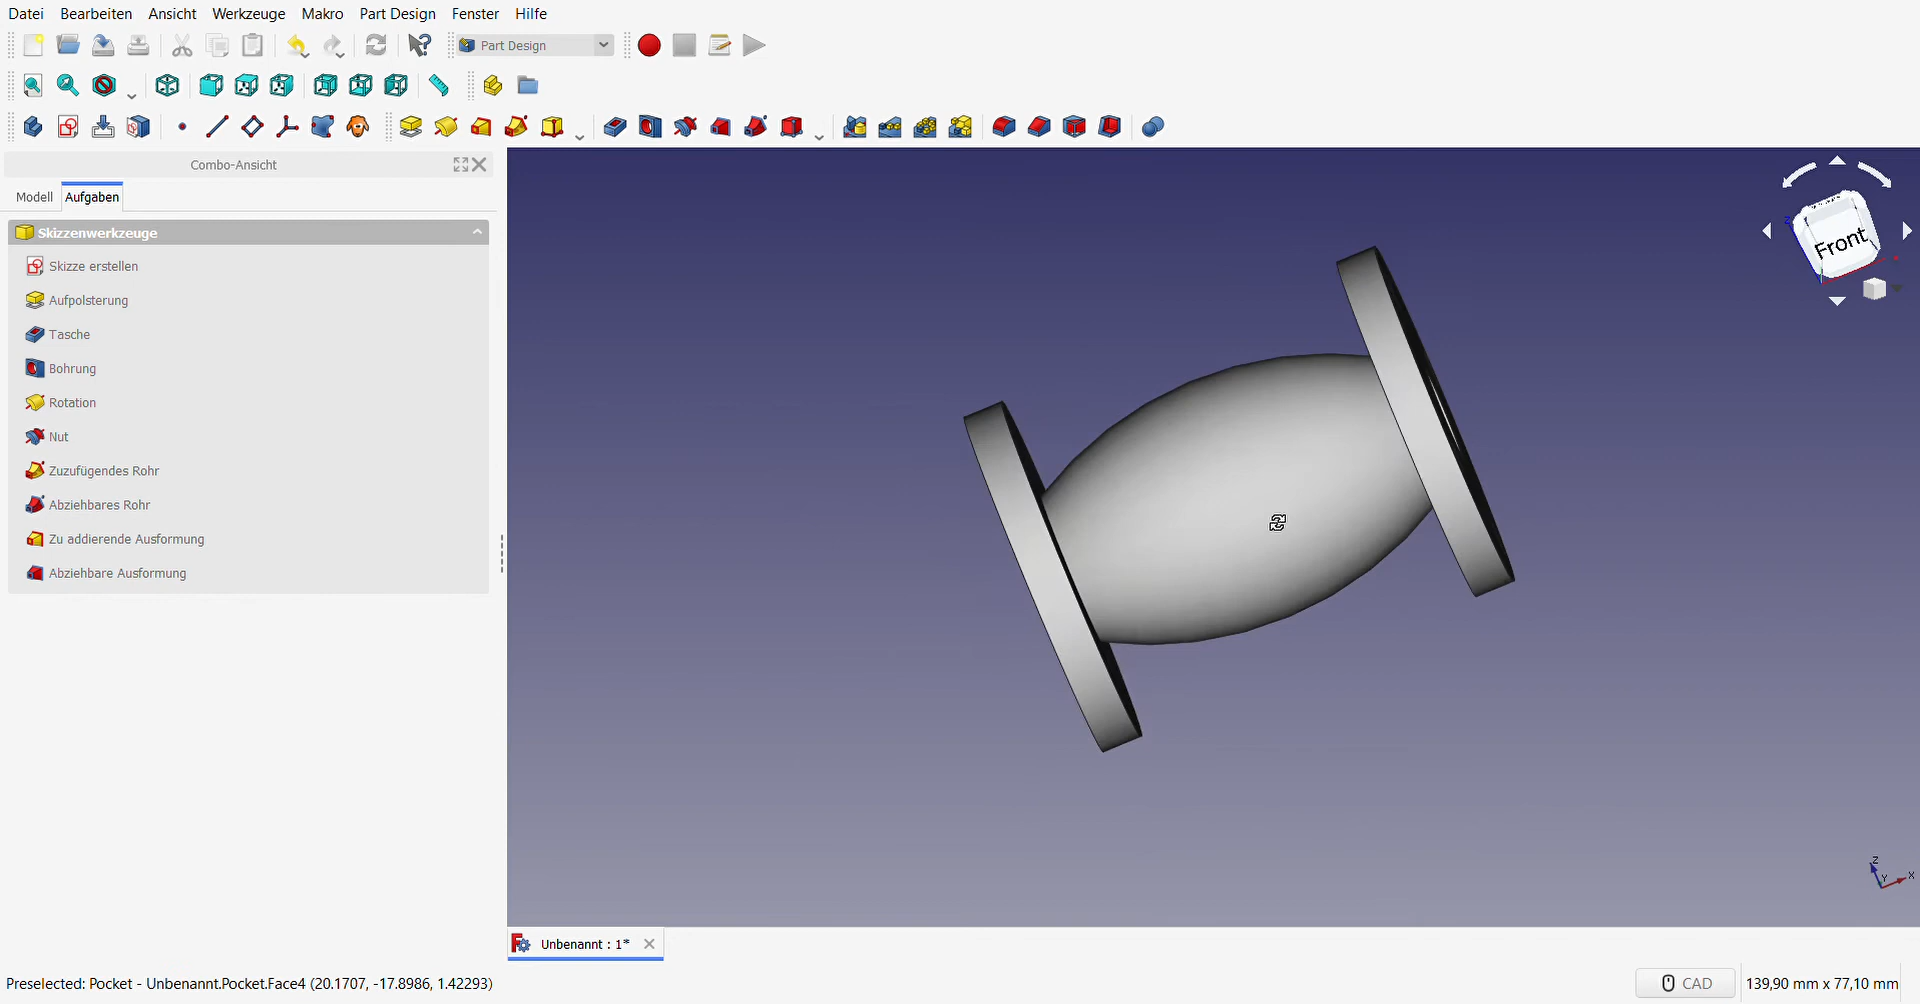 Datei Bearbeiten Ansicht Werkzeuge Makro Part Design Fenster Hilfe
Part Design
Combo-Ansicht
Modell Aufgaben
Skizzenwerkzeuge
Skizze erstellen
Aufpolsterung
Tasche
Bohrung
Rotation
Nut
Zuzufügendes Rohr
Abziehbares Rohr
Zu addierende Ausformung
Abziehbare Ausformung
Z
Front
Z
Y X
Unbenannt : 1*
Preselected: Pocket - Unbenannt.Pocket.Face4 (20.1707, -17.8986, 1.42293)
CAD 139,90 mm x 77,10 mm